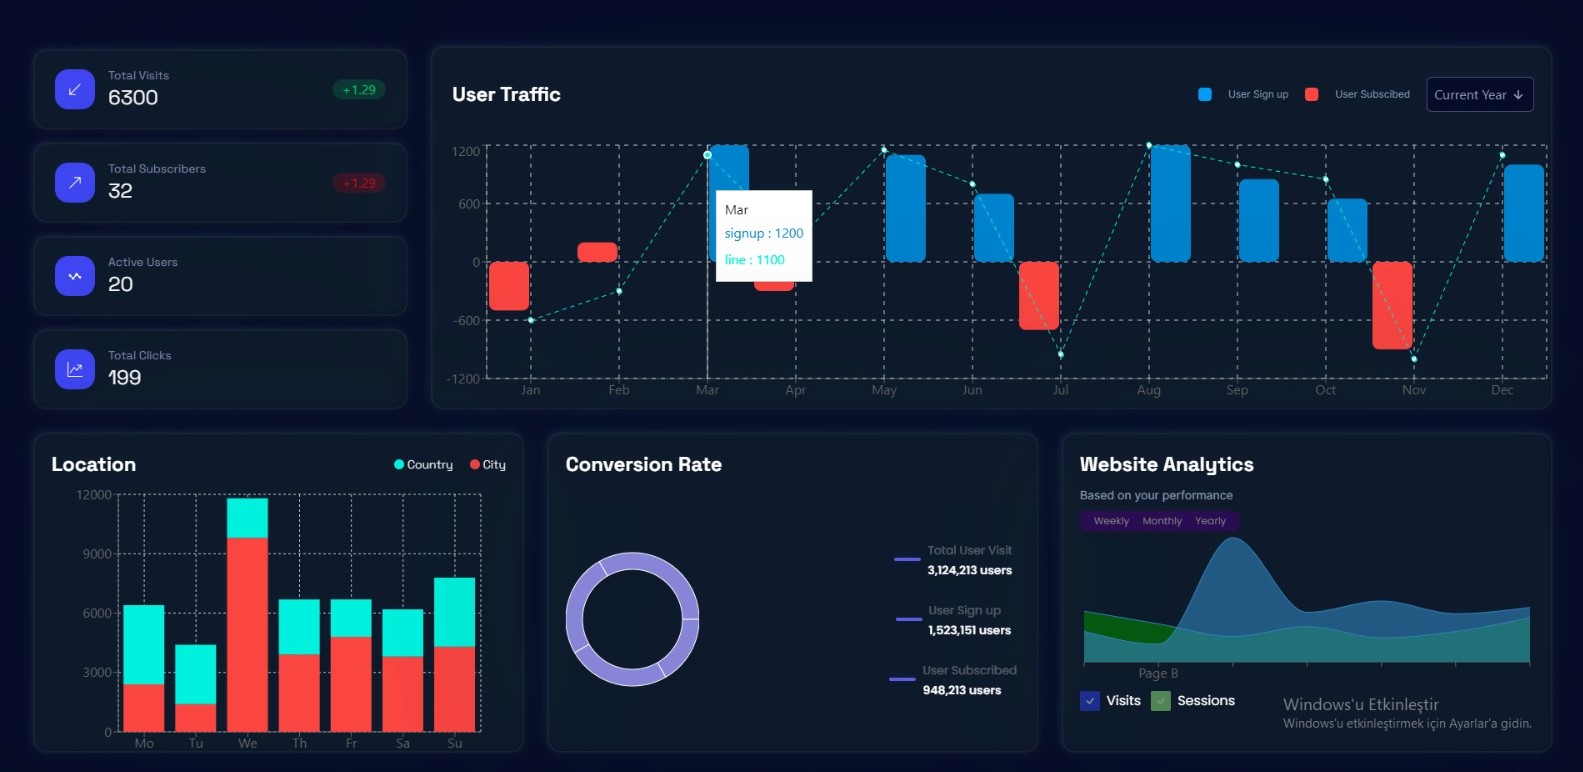 Total Visits
6300
+1.29
Total Subscribers
32
+1.29
Active Users
20
Total Clicks
199
User Traffic
User Sign up
User Subscibed
Current Year
1200
600
0
-600
-1200
Mar
signup : 1200
line : 1100
Jan Feb Mar Apr May Jun Jul Aug Sep Oct Nov Dec
Location
Country City
12000
9000
6000
3000
0
Mo Tu We Th Fr Sa Su
Conversion Rate
Total User Visit
3,124,213 users
User Sign up
1,523,151 users
User Subscribed
948,213 users
Website Analytics
Based on your performance
Weekly Monthly Yearly
Page B
Visits Sessions
Windows'u Etkinleştir
Windows'u etkinleştirmek için Ayarlar'a gidin.